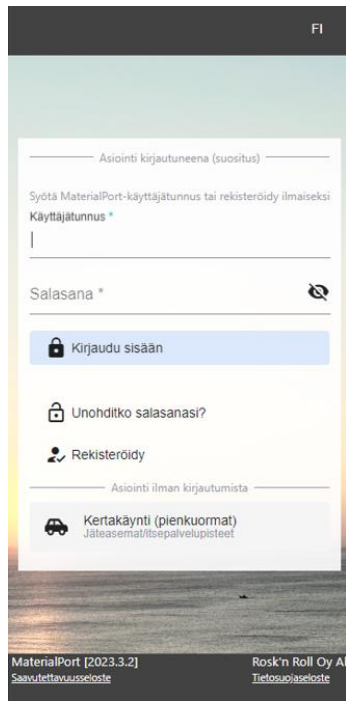 FI
Asiointi kirjautuneena (suositus)
Syötä MaterialPort-käyttäjätunnus tai rekisteröidy ilmaiseksi
Käyttäjätunnus *
Salasana *
Kirjaudu sisään
Unohditko salasanasi?
Rekisteröidy
Asiointi ilman kirjautumista
Kertakäynti (pienkuormat)
Jäteasemat/itsepalvelupisteet
MaterialPort [2023.3.2]
Rosk'n Roll Oy A
Saavutettavuusseloste
Tietosuojaseloste